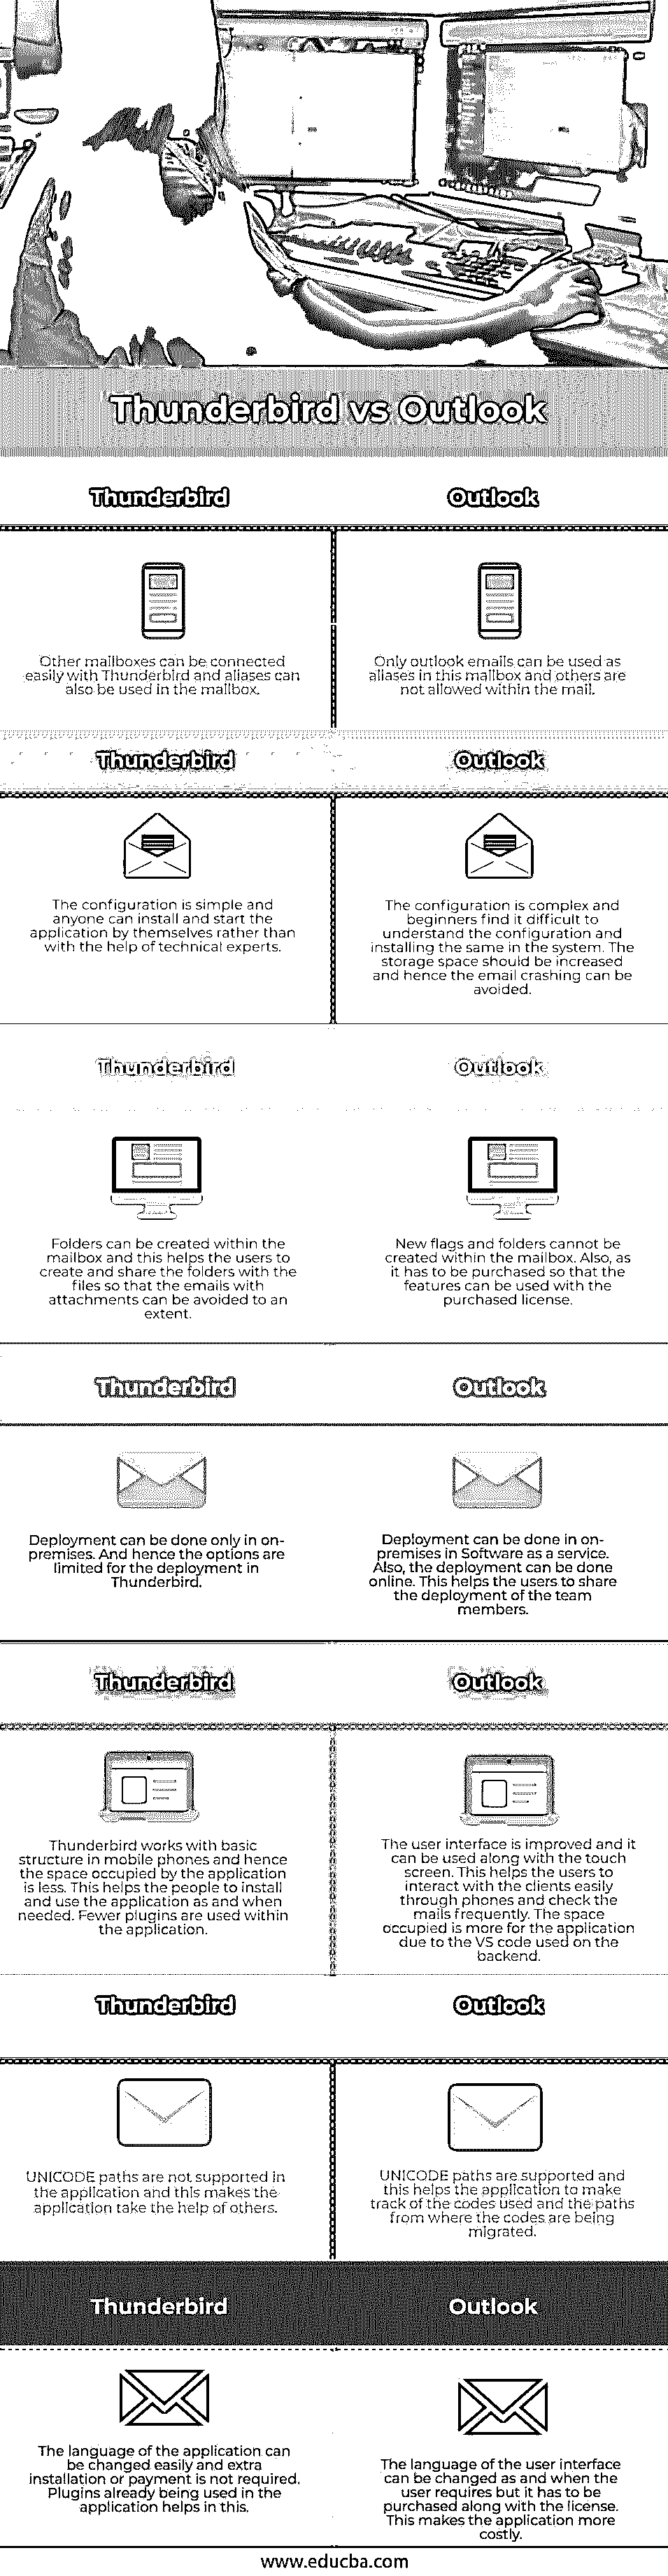 Thunderbird vs Outlook
Thunderbird
Outlook
Other mailboxes can be connected
easily with Thunderbird and aliases can
also be used in the mailbox.
Only outlook emails can be used as
aliases in this mailbox and others are
not allowed within the mail.
Thunderbird
Outlook
The configuration is simple and
anyone can install and start the
application by themselves rather than
with the help of technical experts.
The configuration is complex and
beginners find it difficult to
understand the configuration and
installing the same in the system. The
storage space should be increased
and hence the email crashing can be
avoided.
Thunderbird
Outlook
Folders can be created within the
mailbox and this helps the users to
create and share the folders with the
files so that the emails with
attachments can be avoided to an
extent.
New flags and folders cannot be
created within the mailbox. Also, as
it has to be purchased so that the
features can be used with the
purchased license.
Thunderbird
Outlook
Deployment can be done only in on-
premises. And hence the options are
limited for the deployment in
Thunderbird.
Deployment can be done in on-
premises in Software as a service.
Also, the deployment can be done
online. This helps the users to share
the deployment of the team
members.
Thunderbird
Outlook
Thunderbird works with basic
structure in mobile phones and hence
the space occupied by the application
is less. This helps the people to install
and use the application as and when
needed. Fewer plugins are used within
the application.
The user interface is improved and it
can be used along with the touch
screen. This helps the users to
interact with the clients easily
through phones and check the
mails frequently. The space
occupied is more for the application
due to the VS code used on the
backend.
Thunderbird
Outlook
UNICODE paths are not supported in
the application and this makes the
application take the help of others.
UNICODE paths are supported and
this helps the application to make
track of the codes used and the paths
from where the codes are being
migrated.
Thunderbird
Outlook
The language of the application can
be changed easily and extra
installation or payment is not required.
Plugins already being used in the
application helps in this.
The language of the user interface
can be changed as and when the
user requires but it has to be
purchased along with the license.
This makes the application more
costly.
www.educba.com